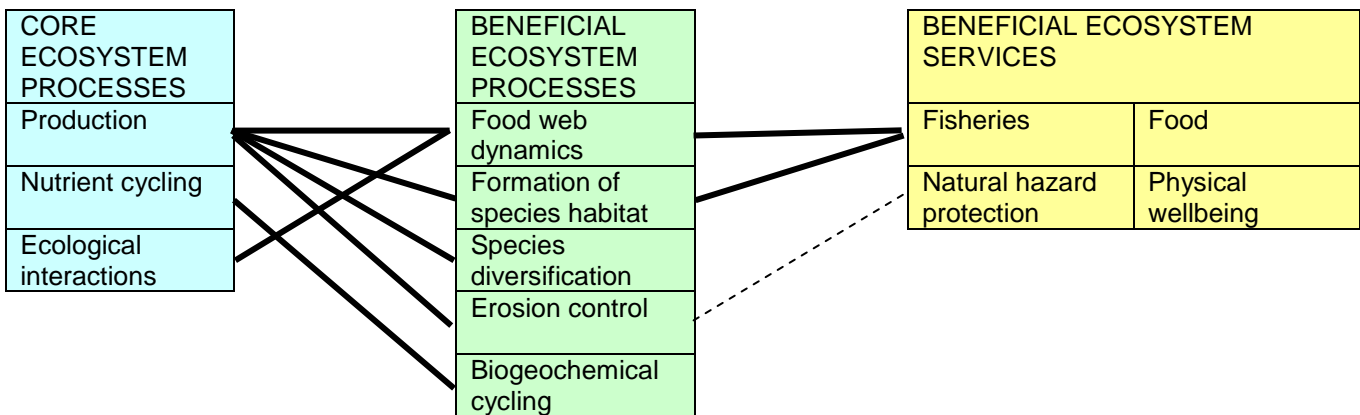 CORE
ECOSYSTEM
PROCESSES
Production
Nutrient cycling
Ecological
interactions
BENEFICIAL
ECOSYSTEM
PROCESSES
Food web
dynamics
Formation of
species habitat
Species
diversification
Erosion control
Biogeochemical
cycling
BENEFICIAL ECOSYSTEM
SERVICES
Fisheries
Food
Natural hazard
protection
Physical
wellbeing